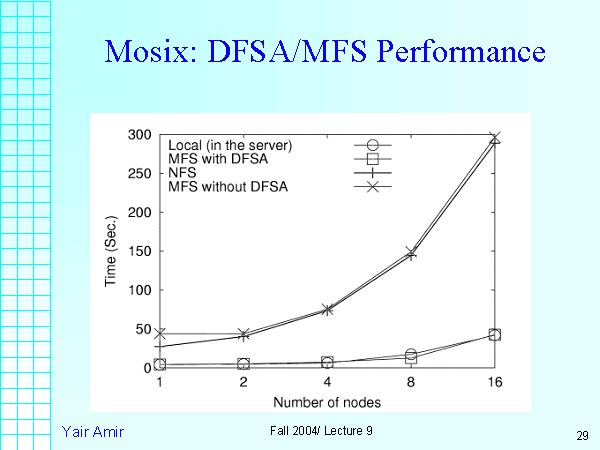 Mosix: DFSA/MFS Performance
300
250
200
150
100
50
0
Time (Sec.)
Local (in the server)
MFS with DFSA
NFS
MFS without DFSA
1 2 4 8 16
Number of nodes
Yair Amir Fall 2004/ Lecture 9 29